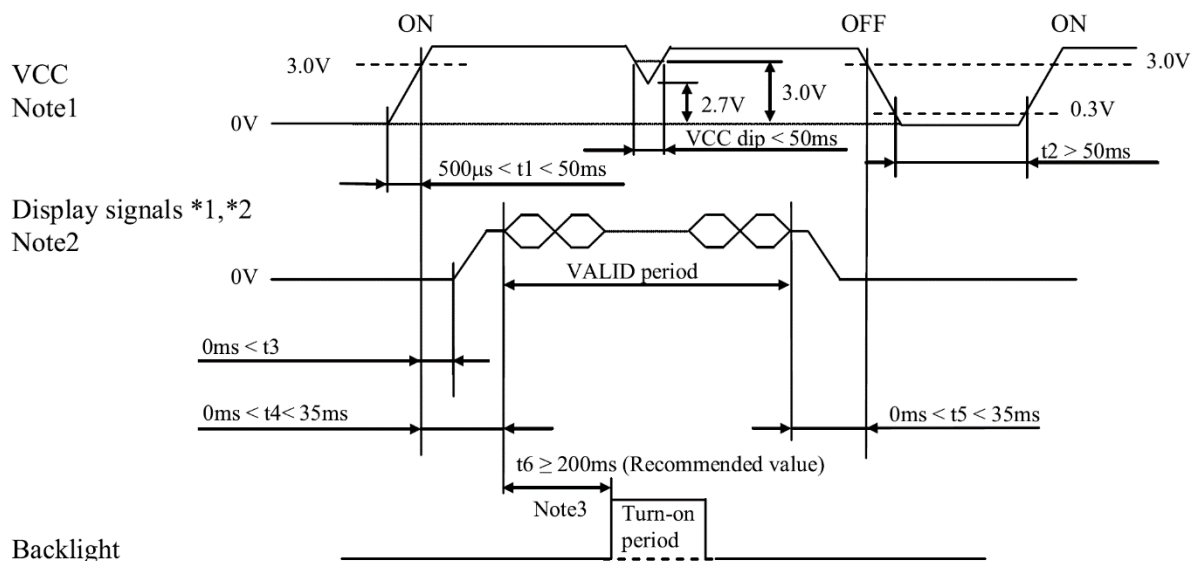 ON
OFF
ON
VCC
Note1
3.0V
3.0V
2.7V
3.0V
0.3V
0V
VCC dip < 50ms
500μs < t1 < 50ms
t2 > 50ms
Display signals *1,*2
Note2
0V
VALID period
0ms < t3
0ms < t4< 35ms
0ms < t5 < 35ms
t6 ≥ 200ms (Recommended value)
Note3
Turn-on
period
Backlight